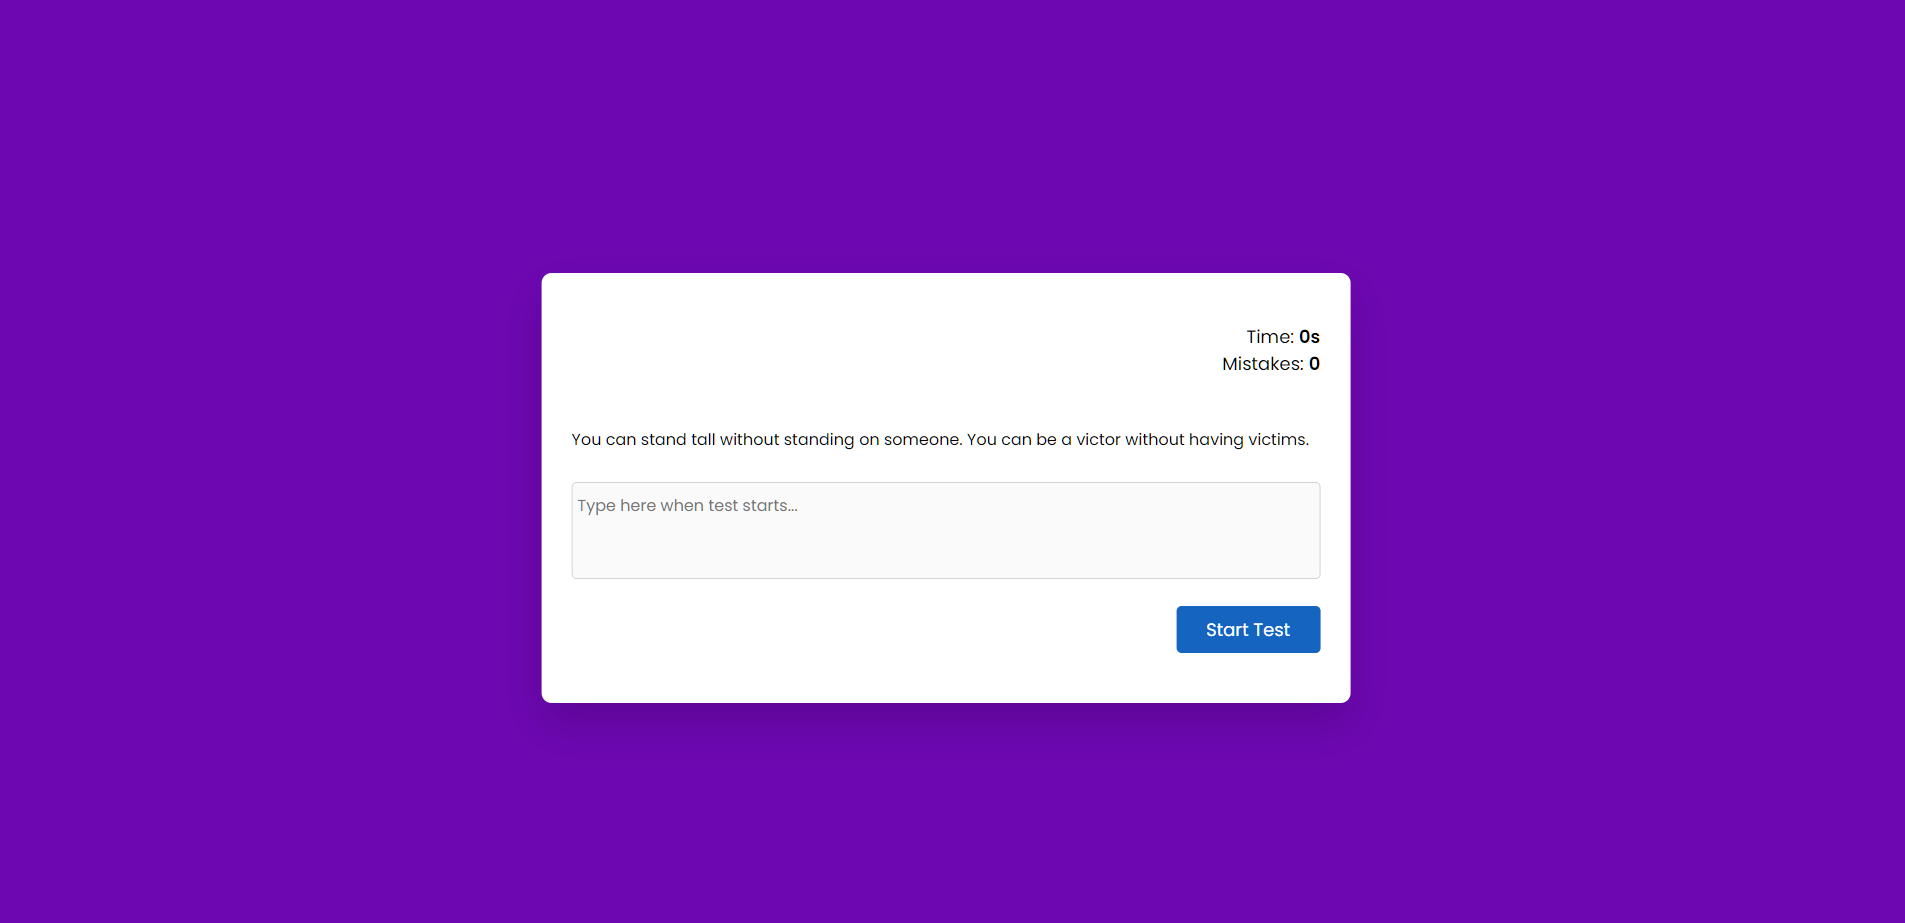 Time: 0s
Mistakes: 0
You can stand tall without standing on someone. You can be a victor without having victims.
Type here when test starts...
Start Test